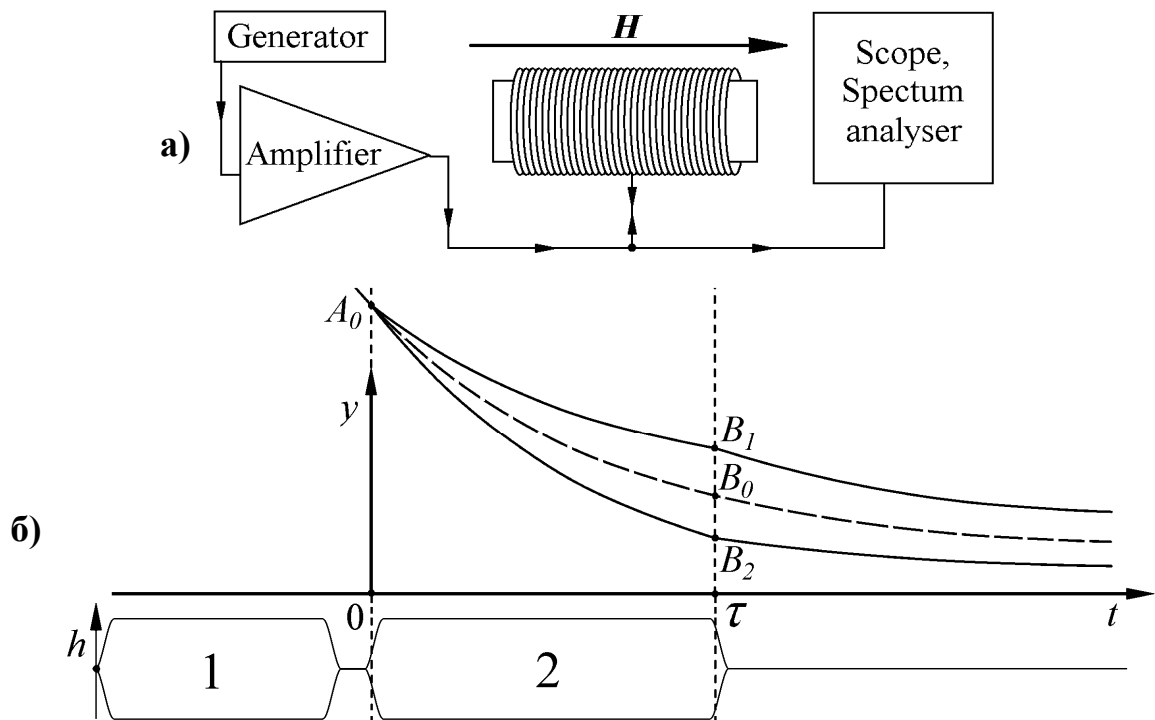 Generator
H
Scope,
Spectum
analyser
а)
Amplifier
A0
y
B1
B0
б)
B2
0
τ
t
h
1
2